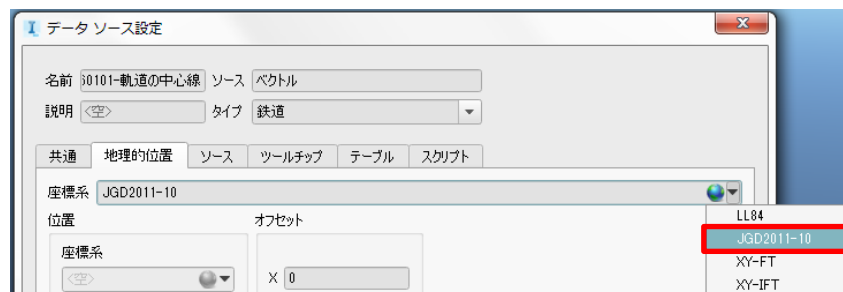 データ ソース設定
名前 60101-軌道の中心線 ソース ベクトル
説明 <空> タイプ 鉄道
共通 地理的位置 ソース ツールチップ テーブル スクリプト
座標系 JGD2011-10
位置 オフセット
座標系
<空> X 0
LL84
JGD2011-10
XY-FT
XY-IFT